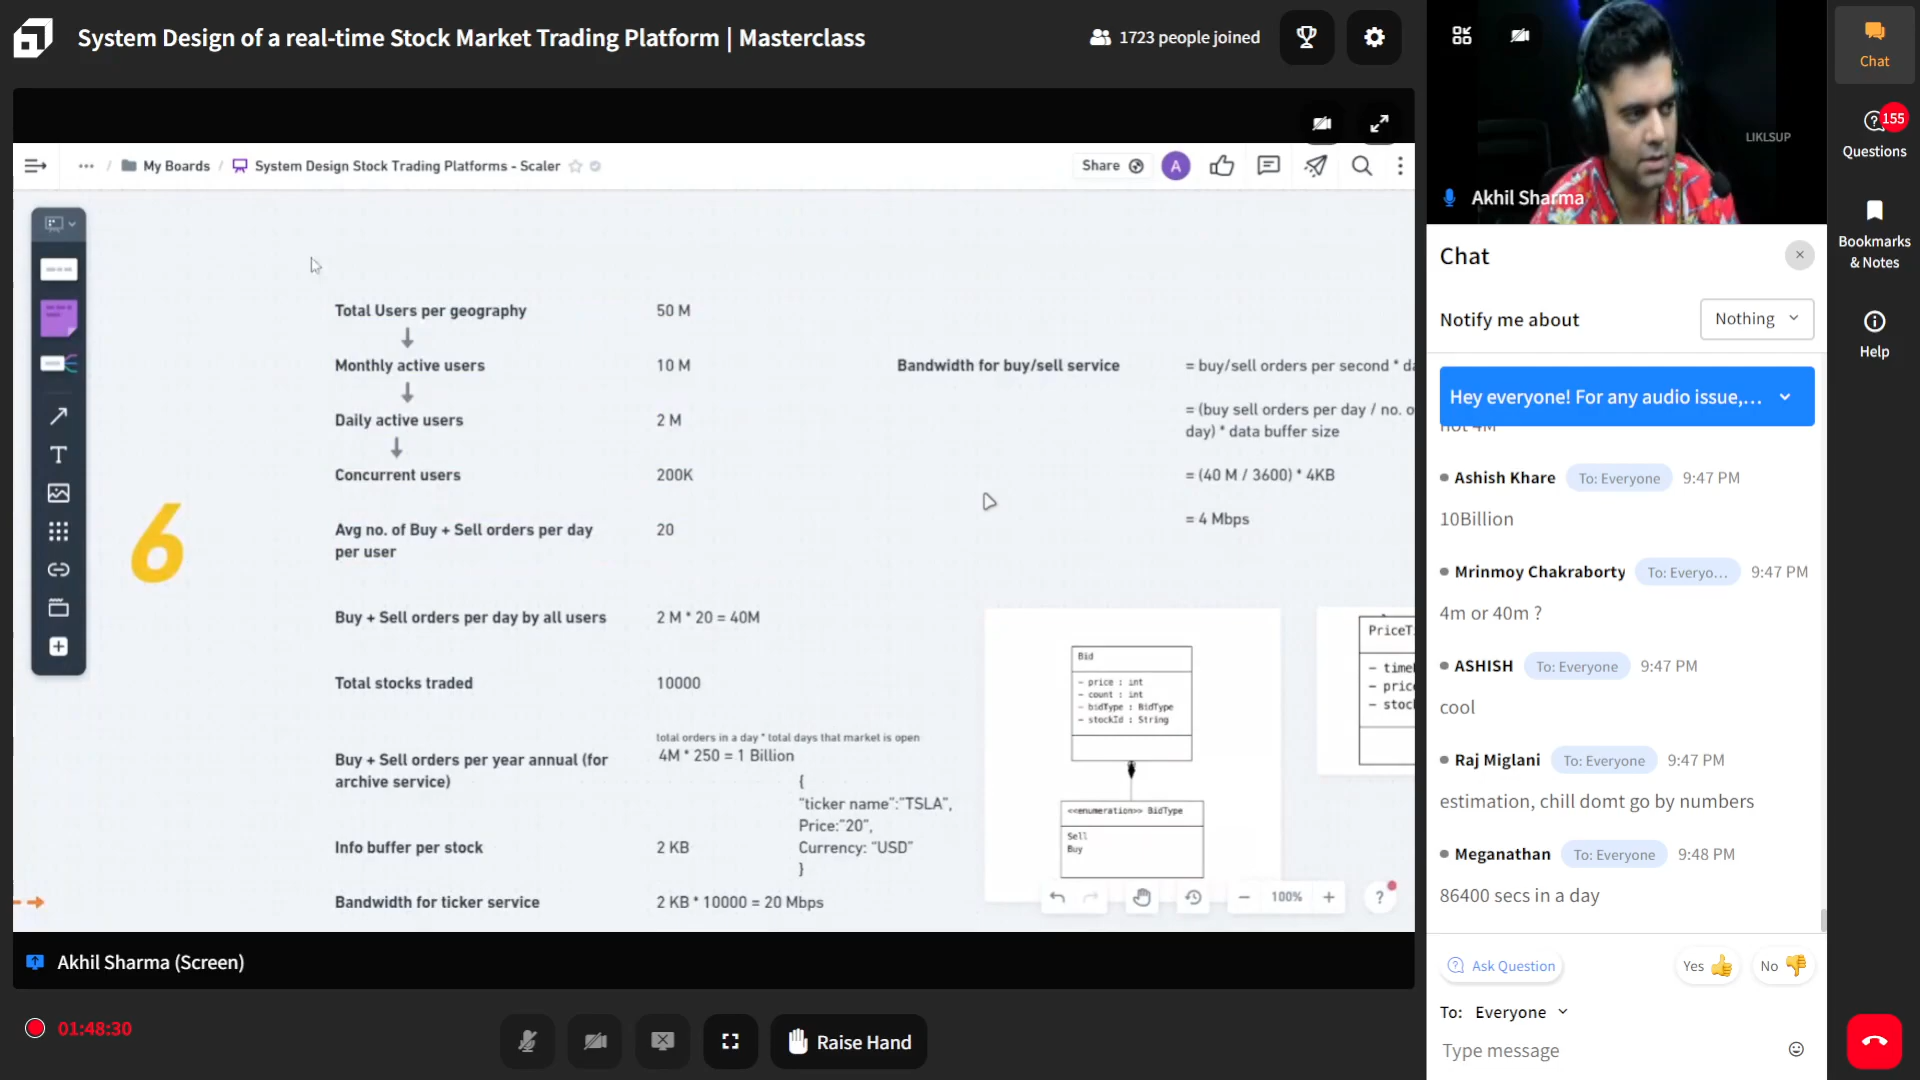 System Design of a real-time Stock Market Trading Platform | Masterclass
1723 people joined
My Boards / System Design Stock Trading Platforms - Scaler
Share
A
Total Users per geography 50 M
Monthly active users 10 M
Daily active users 2 M
Concurrent users 200K
Avg no. of Buy + Sell orders per day
per user 20
Buy + Sell orders per day by all users 2 M * 20 = 40M
Total stocks traded 10000
total orders in a day * total days that market is open
Buy + Sell orders per year annual (for
archive service) 4M * 250 = 1 Billion
{
"ticker name":"TSLA",
Price:"20",
Currency: "USD"
}
Info buffer per stock 2 KB
Bandwidth for ticker service 2 KB * 10000 = 20 Mbps
6
Bandwidth for buy/sell service
= buy/sell orders per second * da
= (buy sell orders per day / no. o
day) * data buffer size
= (40 M / 3600) * 4KB
= 4 Mbps
Bid
- price : int
- count : int
- bidType : BidType
- stockId : String
<<enumeration>> BidType
Sell
Buy
PriceT
- time
- price
- stoc
100%
?
Akhil Sharma (Screen)
01:48:30
Raise Hand
LIKLSUP
Akhil Sharma
Chat
Notify me about Nothing
Hey everyone! For any audio issue,...
not 4M
Ashish Khare To: Everyone 9:47 PM
10Billion
Mrinmoy Chakraborty To: Everyo... 9:47 PM
4m or 40m ?
ASHISH To: Everyone 9:47 PM
cool
Raj Miglani To: Everyone 9:47 PM
estimation, chill domt go by numbers
Meganathan To: Everyone 9:48 PM
86400 secs in a day
Ask Question
Yes
No
To: Everyone
Type message
Chat
155
Questions
Bookmarks
& Notes
Help